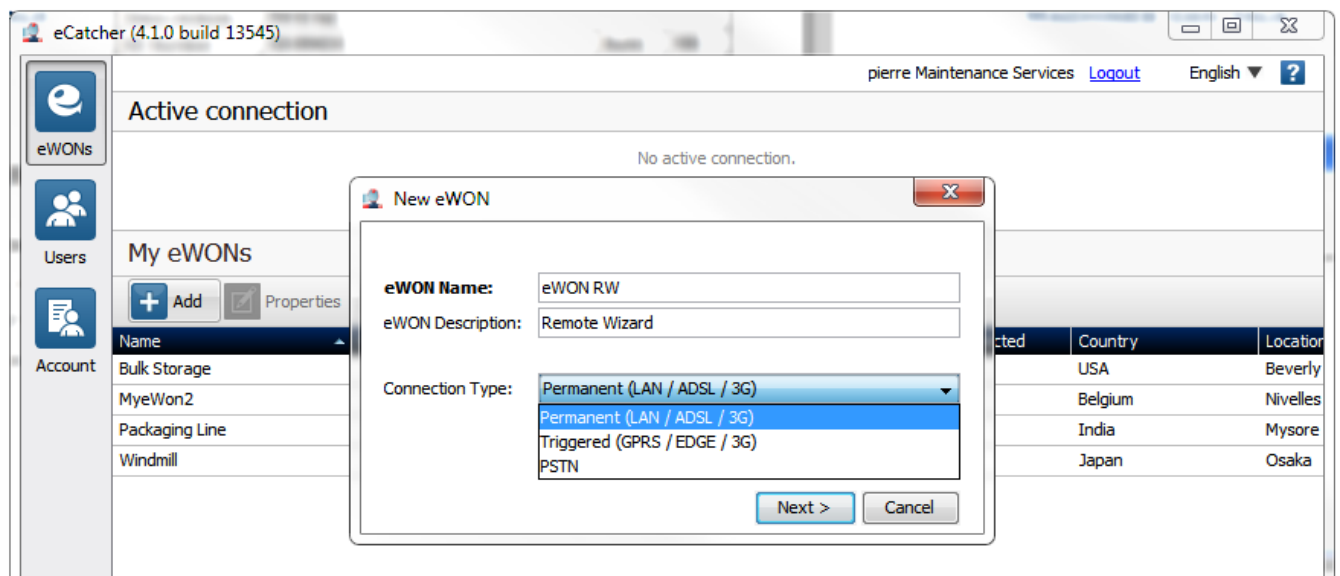 eCatcher (4.1.0 build 13545)
pierre Maintenance Services Logout English ?
eWONs
Active connection
No active connection.
Users
My eWONs
Add Properties
Account
Name cted Country Location
Bulk Storage USA Beverly
MyeWon2 Belgium Nivelles
Packaging Line India Mysore
Windmill Japan Osaka
New eWON
eWON Name: eWON RW
eWON Description: Remote Wizard
Connection Type: Permanent (LAN / ADSL / 3G)
Permanent (LAN / ADSL / 3G)
Triggered (GPRS / EDGE / 3G)
PSTN
Next > Cancel